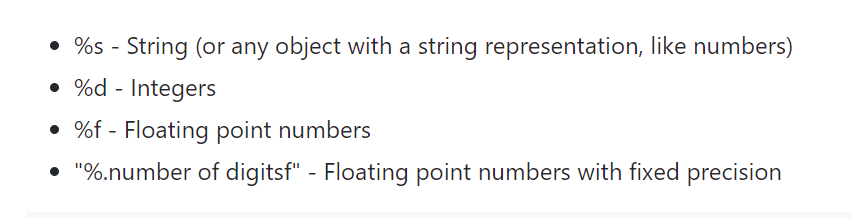 • %s - String (or any object with a string representation, like numbers)
• %d - Integers
• %f - Floating point numbers
• "%.number of digitsf" - Floating point numbers with fixed precision